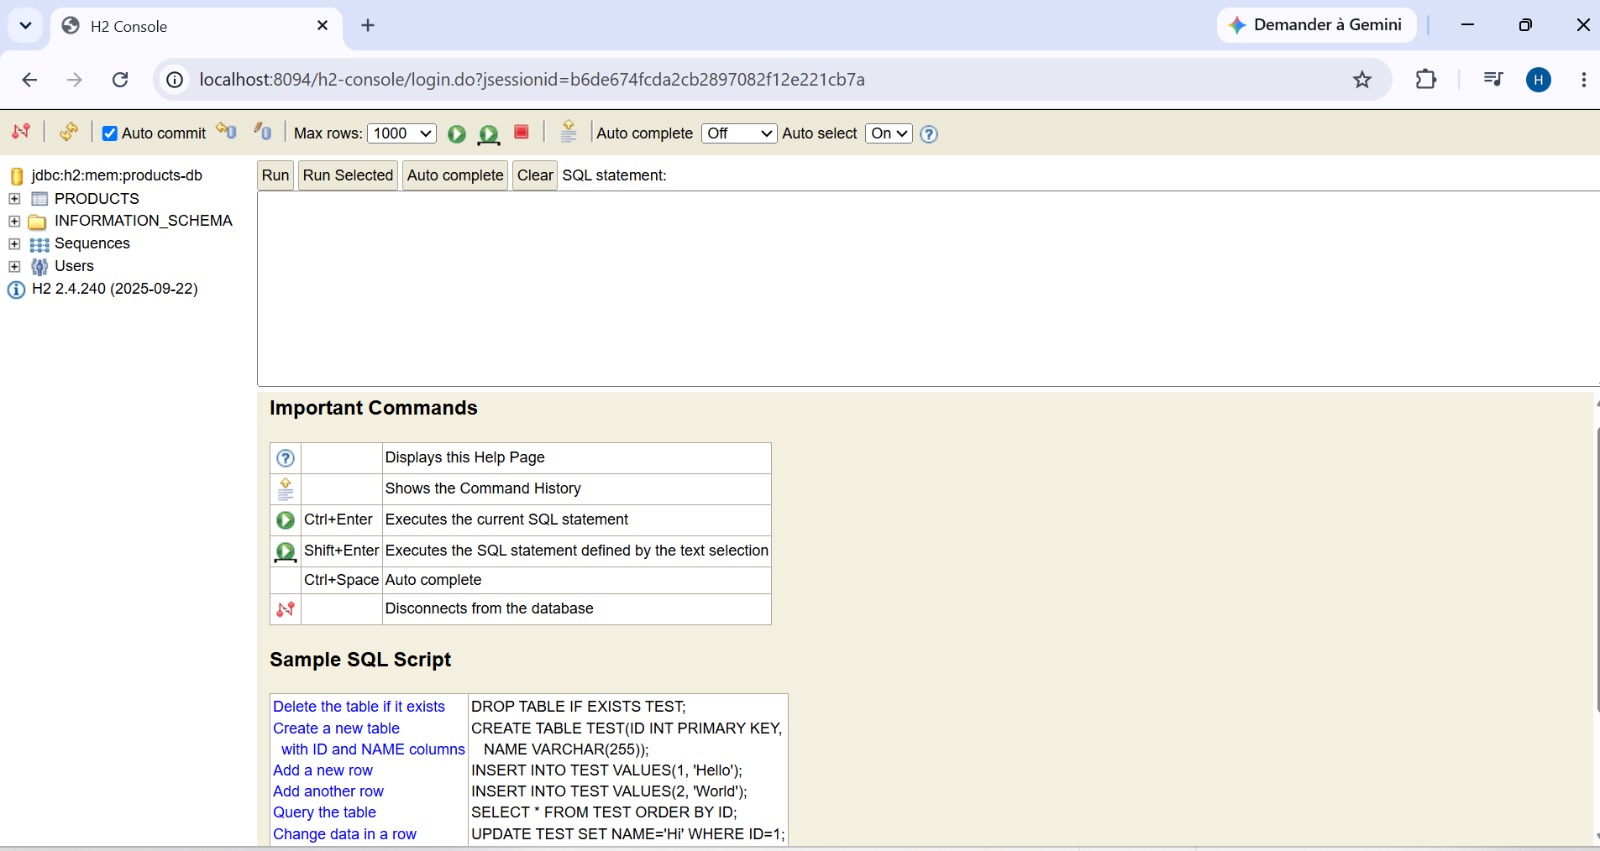 H2 Console
Demander à Gemini
localhost:8094/h2-console/login.do?jsessionid=b6de674fcda2cb2897082f12e221cb7a
H
Auto commit
Max rows: 1000
Auto complete Off
Auto select On
jdbc:h2:mem:products-db
PRODUCTS
INFORMATION_SCHEMA
Sequences
Users
H2 2.4.240 (2025-09-22)
Run Run Selected Auto complete Clear SQL statement:
Important Commands
Displays this Help Page
Shows the Command History
Ctrl+Enter Executes the current SQL statement
Shift+Enter Executes the SQL statement defined by the text selection
Ctrl+Space Auto complete
Disconnects from the database
Sample SQL Script
Delete the table if it exists DROP TABLE IF EXISTS TEST;
Create a new table CREATE TABLE TEST(ID INT PRIMARY KEY,
with ID and NAME columns NAME VARCHAR(255));
Add a new row INSERT INTO TEST VALUES(1, 'Hello');
Add another row INSERT INTO TEST VALUES(2, 'World');
Query the table SELECT * FROM TEST ORDER BY ID;
Change data in a row UPDATE TEST SET NAME='Hi' WHERE ID=1;